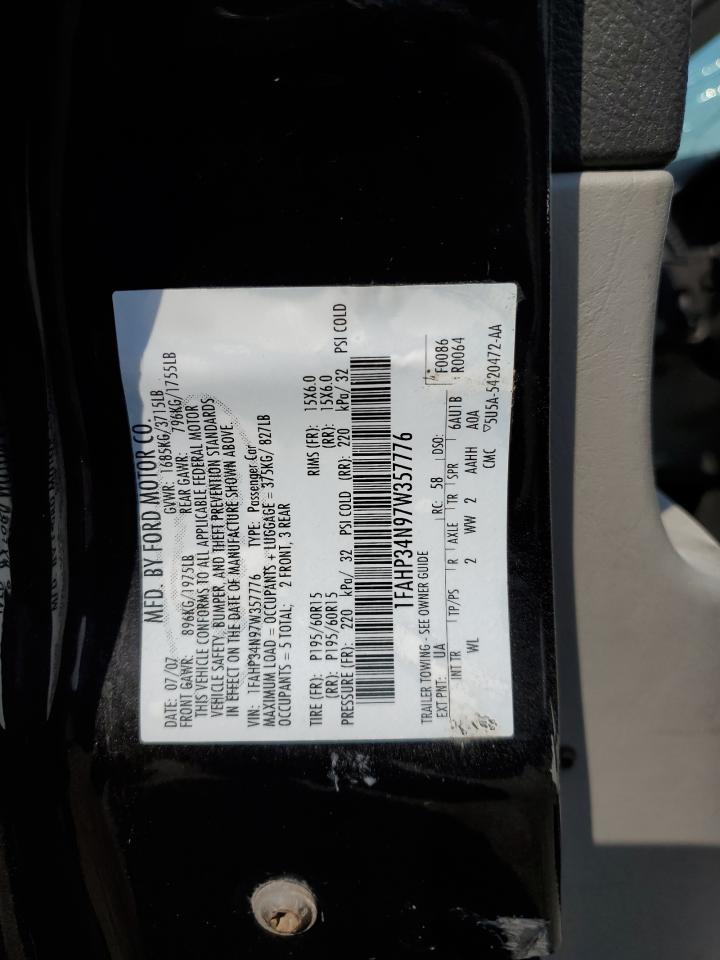 MFD. BY FORD MOTOR CO.
DATE: 07/07 GVWR: 1685KG/3715LB
FRONT GAWR: 896KG/1975LB REAR GAWR: 796KG/1755LB
THIS VEHICLE CONFORMS TO ALL APPLICABLE FEDERAL MOTOR
VEHICLE SAFETY, BUMPER, AND THEFT PREVENTION STANDARDS
IN EFFECT ON THE DATE OF MANUFACTURE SHOWN ABOVE.
VIN: 1FAHP34N97W357776 TYPE: Passenger Car
MAXIMUM LOAD = OCCUPANTS + LUGGAGE = 375KG/ 827LB
OCCUPANTS = 5 TOTAL; 2 FRONT, 3 REAR
TIRE (FR): P195/60R15 RIMS (FR): 15X6.0
(RR): P195/60R15 (RR): 15X6.0
PRESSURE (FR): 220 kPa/ 32 PSI COLD (RR): 220 kPa/ 32 PSI COLD
1FAHP34N97W357776
TRAILER TOWING - SEE OWNER GUIDE F0086
EXT PNT: UA RC: 58 DSO: R0064
INT TR TP/PS R AXLE TR SPR 6AU1B
WL 2 WW 2 AAHH A0A
CMC ▽5U5A-5420472-AA